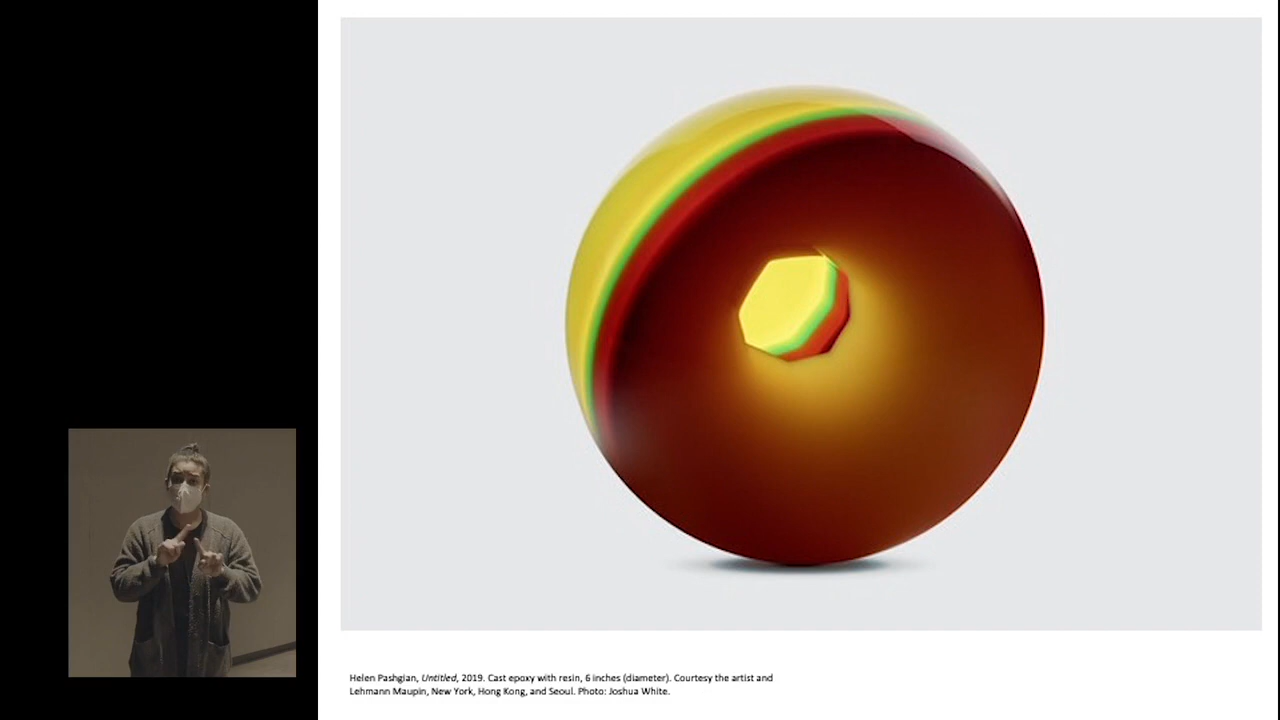 Helen Pashgian, Untitled, 2019. Cast epoxy with resin, 6 inches (diameter). Courtesy the artist and
Lehmann Maupin, New York, Hong Kong, and Seoul. Photo: Joshua White.